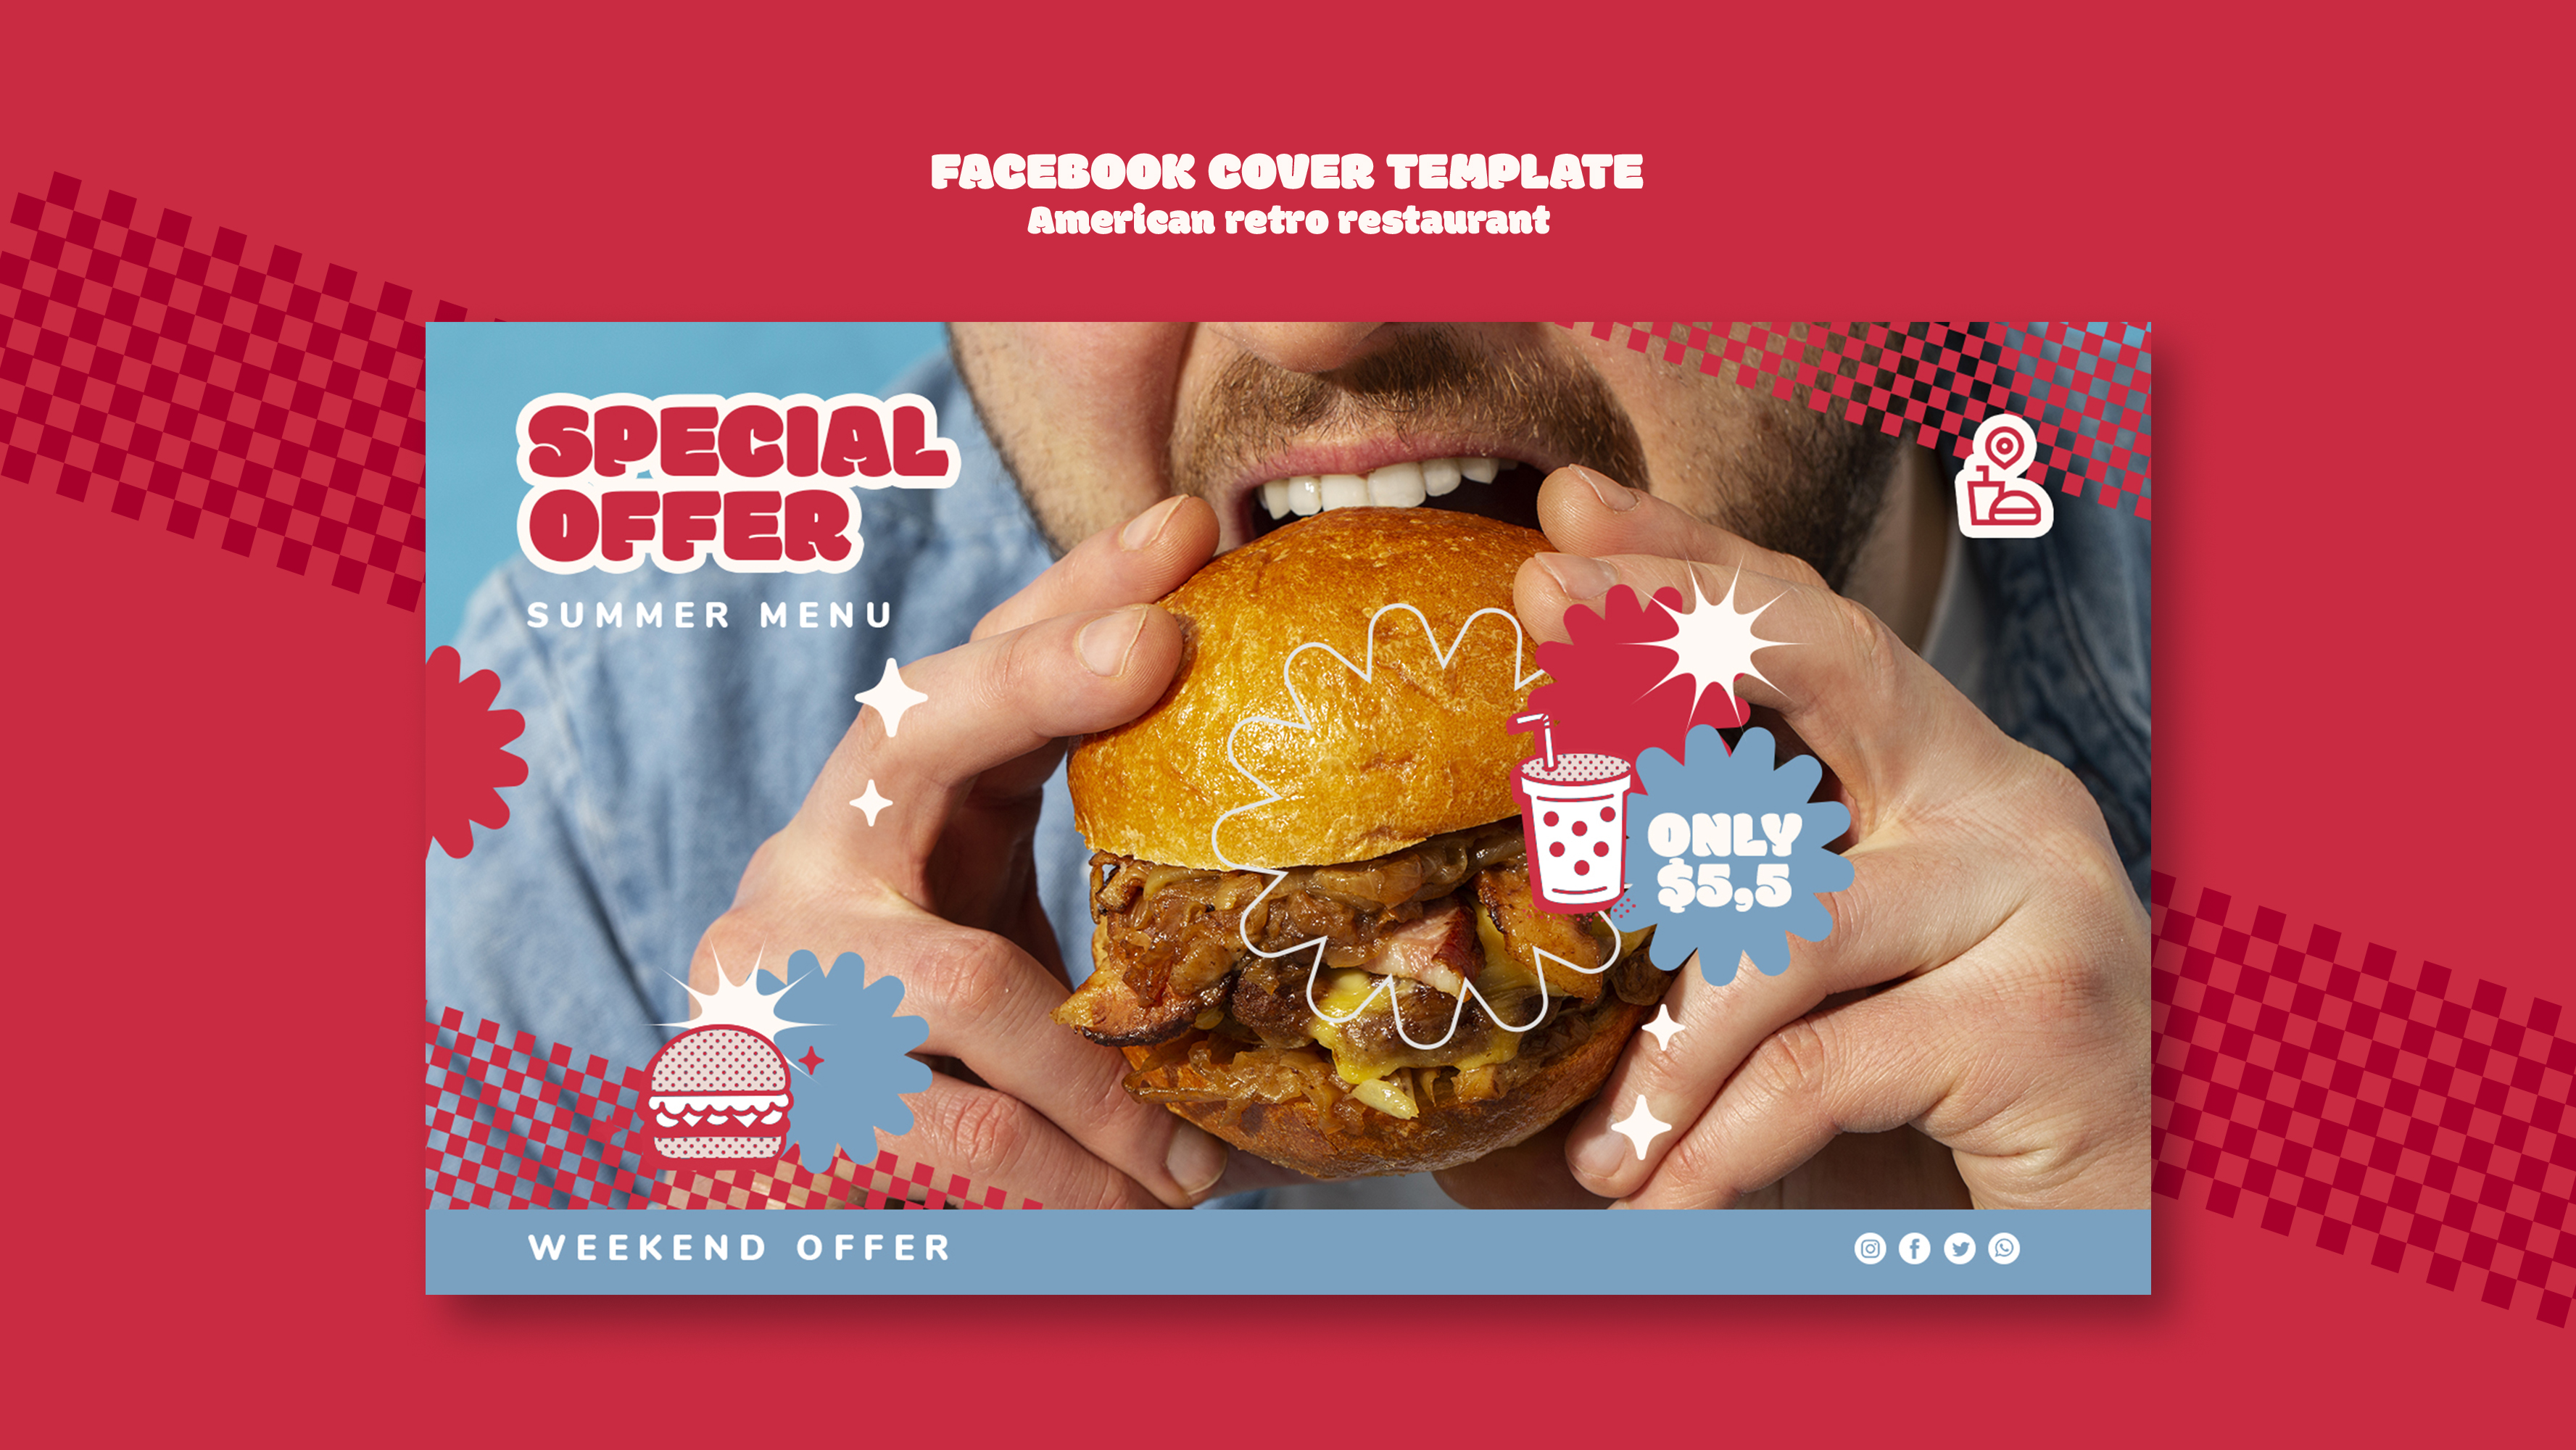 FACEBOOK COVER TEMPLATE
American retro restaurant
SPECIAL
OFFER
SUMMER MENU
ONLY
$5,5
WEEKEND OFFER